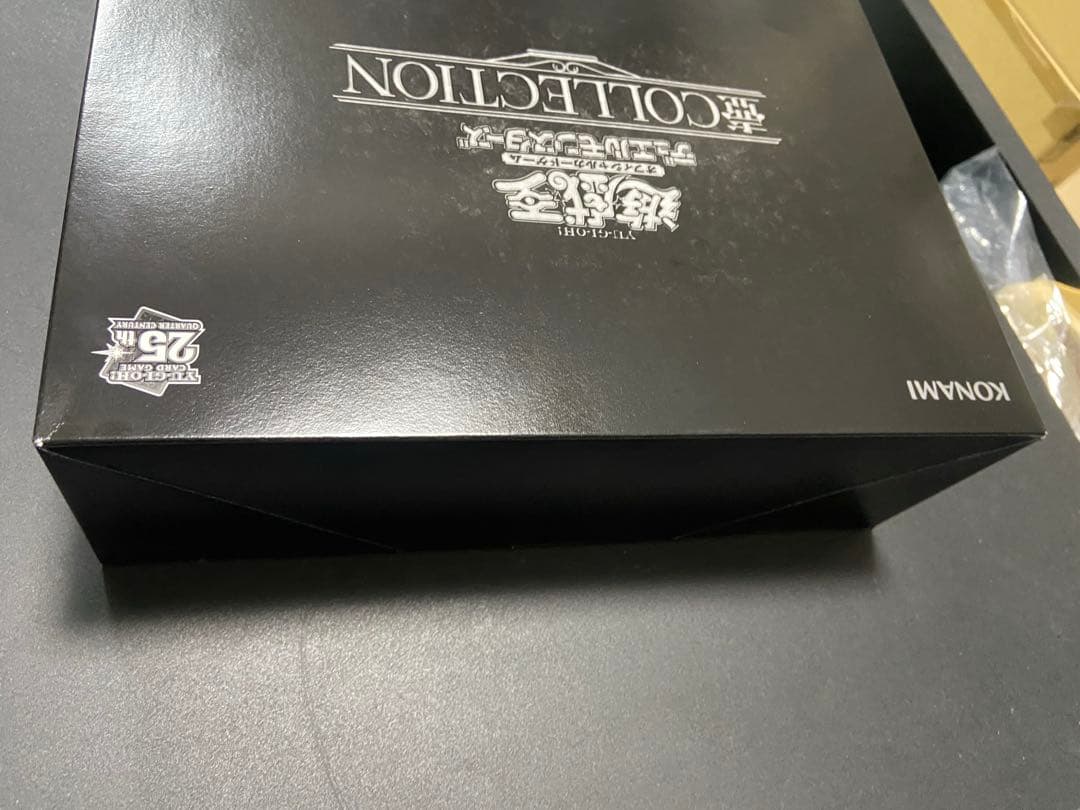 KONAMI
YU-GI-OH!
CARD GAME
25th
QUARTER CENTURY
YU-GI-OH!
遊戯王
オフィシャルカードゲーム
デュエルモンスターズ
COLLECTION